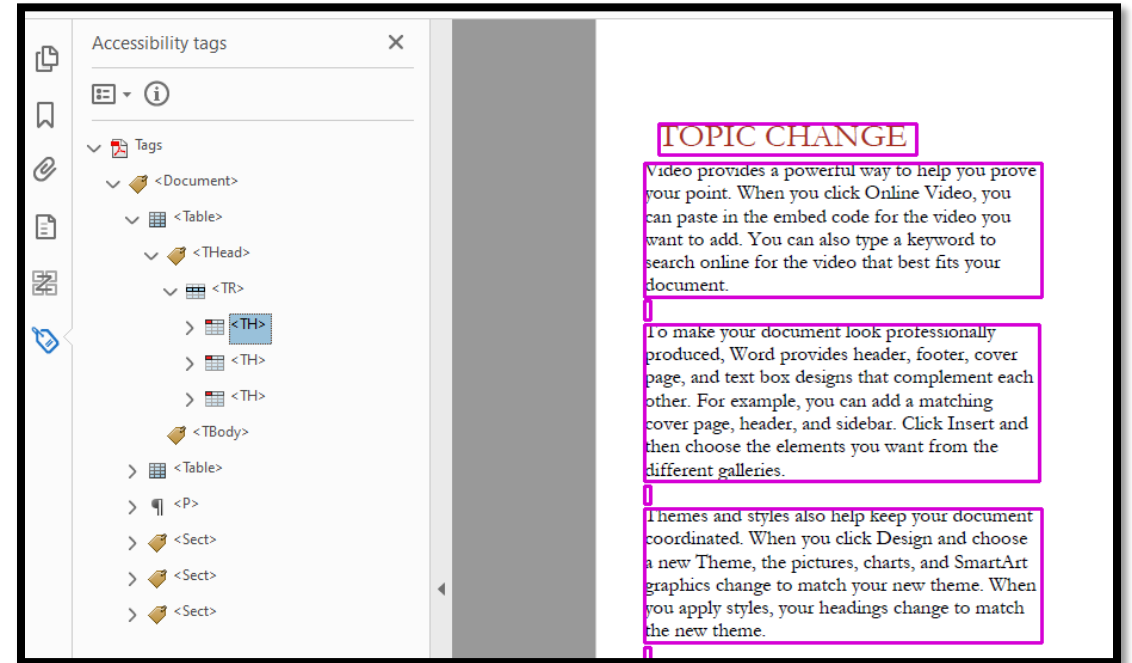 Accessibility tags
Tags
<Document>
<Table>
<THead>
<TR>
<TH>
<TH>
<TH>
<TBody>
<Table>
<P>
<Sect>
<Sect>
<Sect>
TOPIC CHANGE
Video provides a powerful way to help you prove
your point. When you click Online Video, you
can paste in the embed code for the video you
want to add. You can also type a keyword to
search online for the video that best fits your
document.
To make your document look professionally
produced, Word provides header, footer, cover
page, and text box designs that complement each
other. For example, you can add a matching
cover page, header, and sidebar. Click Insert and
then choose the elements you want from the
different galleries.
Themes and styles also help keep your document
coordinated. When you click Design and choose
a new Theme, the pictures, charts, and SmartArt
graphics change to match your new theme. When
you apply styles, your headings change to match
the new theme.